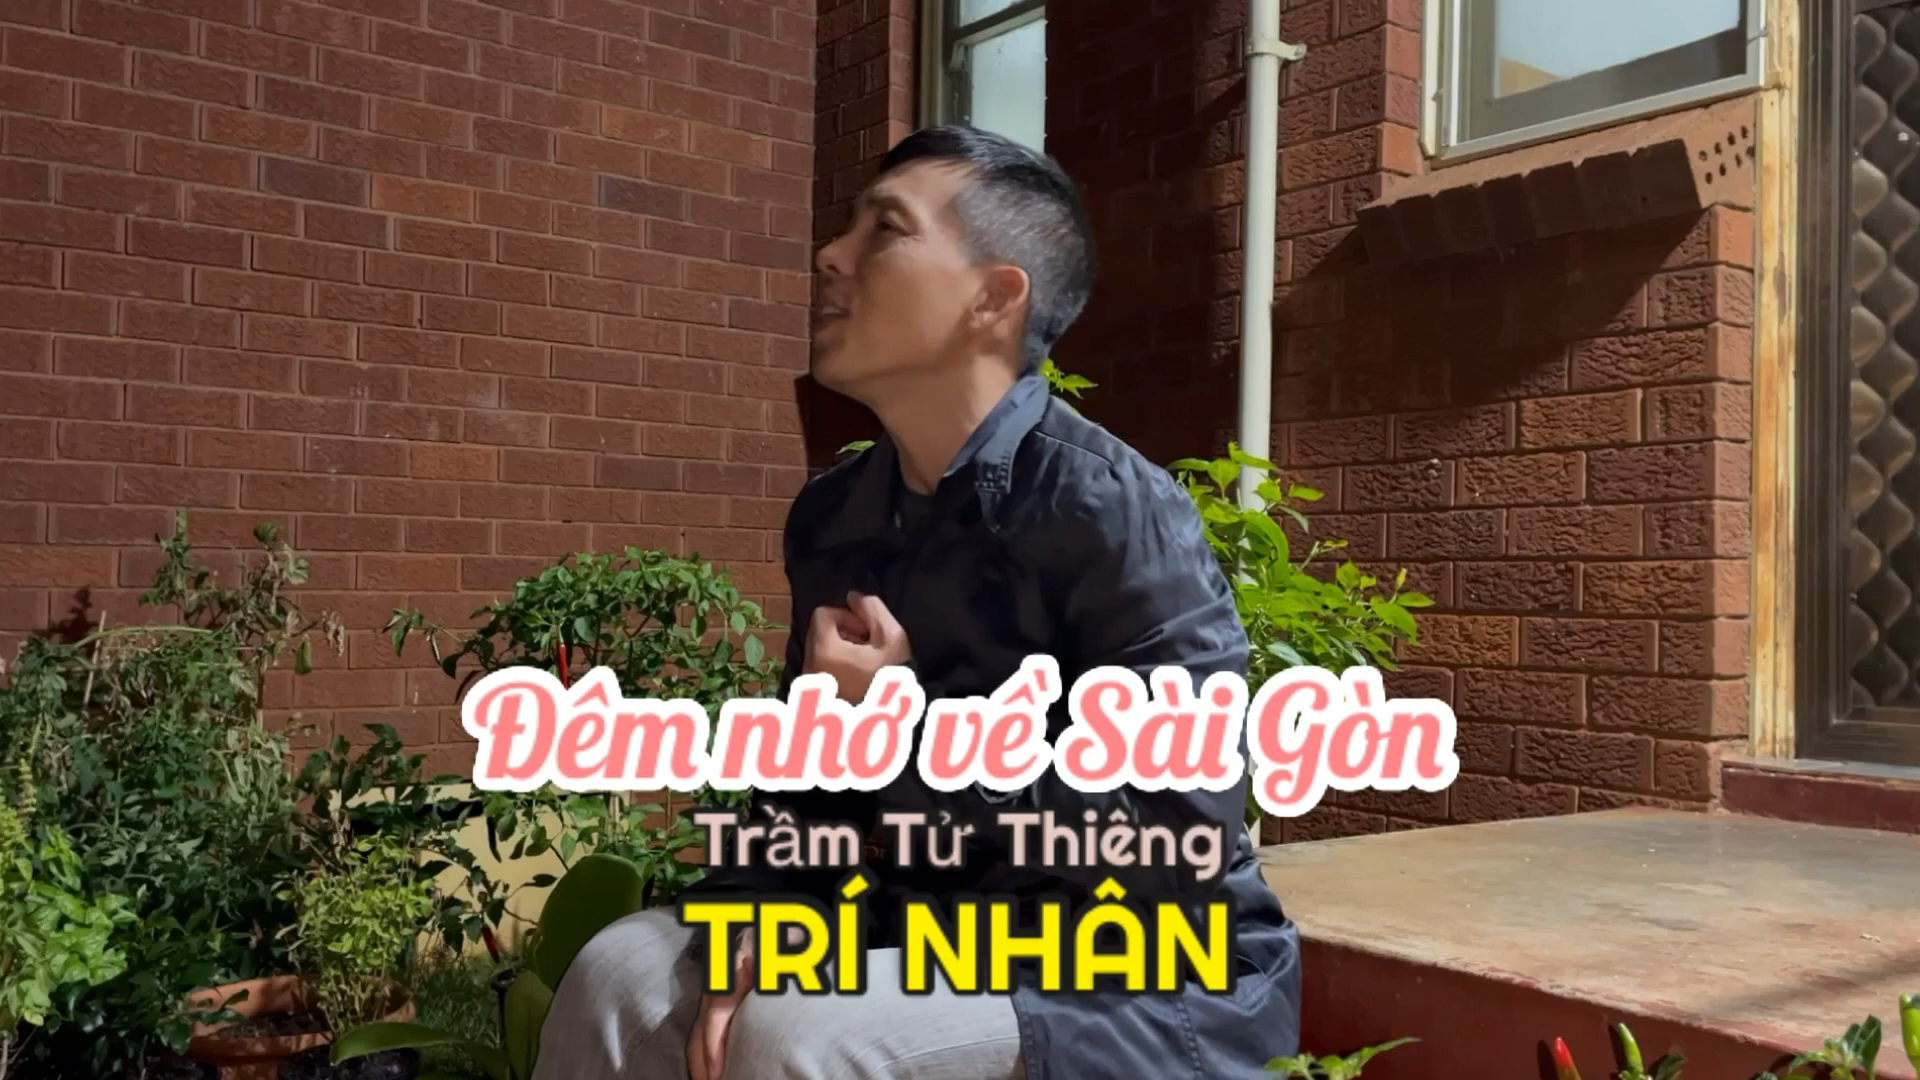 Đêm nhớ về Sài Gòn
Trầm Tử Thiêng
TRÍ NHÂN